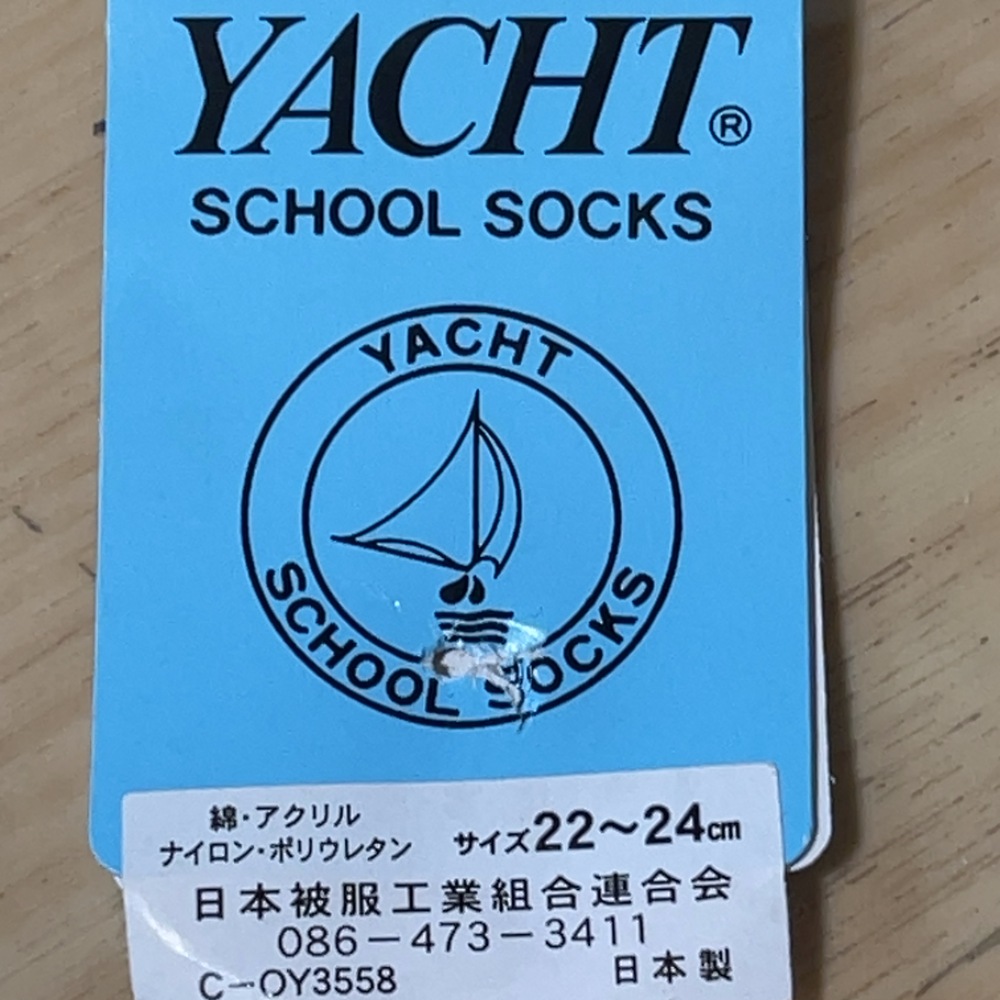 YACHT®
SCHOOL SOCKS
YACHT
SCHOOL SOCKS
綿・アクリル
ナイロン・ポリウレタン
サイズ22～24cm
日本被服工業組合連合会
086－473－3411
C－OY3558
日本製